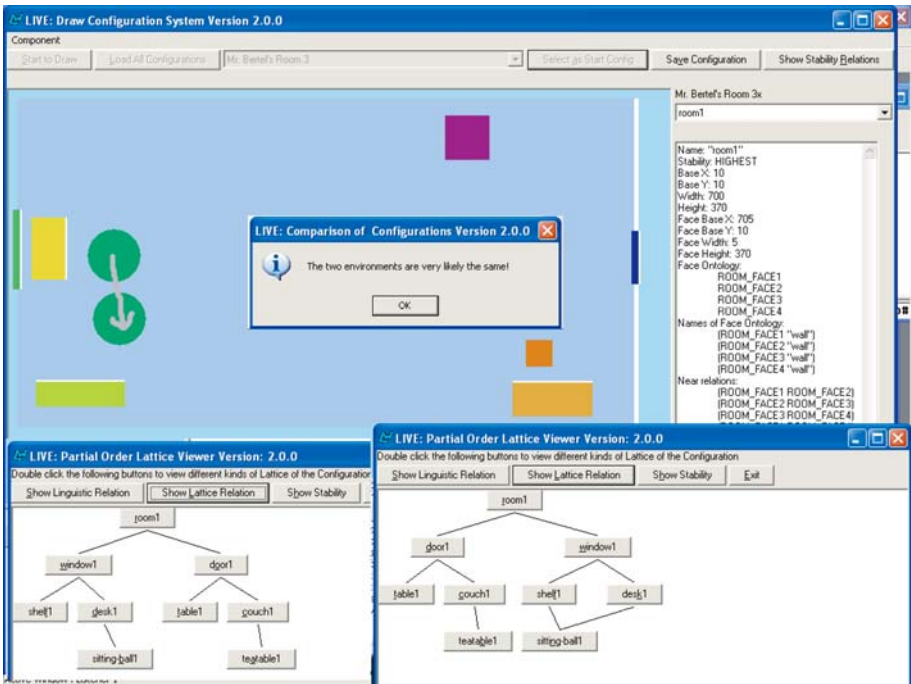 LIVE: Draw Configuration System Version 2.0.0
Component
Start to Draw Load All Configurations Mr. Bertel's Room 3 Select as Start Config Save Configuration Show Stability Relations
Mr. Bertel's Room 3x
room1
Name: "room1"
Stability: HIGHEST
Base X: 10
Base Y: 10
Width: 700
Height: 370
Face Base X: 705
Face Base Y: 10
Face Width: 5
Face Height: 370
Face Ontology:
ROOM_FACE1
ROOM_FACE2
ROOM_FACE3
ROOM_FACE4
Names of Face Ontology:
(ROOM_FACE1 "wall")
(ROOM_FACE2 "wall")
(ROOM_FACE3 "wall")
(ROOM_FACE4 "wall")
Near relations:
(ROOM_FACE1 ROOM_FACE2)
(ROOM_FACE2 ROOM_FACE3)
(ROOM_FACE3 ROOM_FACE4)
LIVE: Comparison of Configurations Version 2.0.0
The two environments are very likely the same!
OK
LIVE: Partial Order Lattice Viewer Version: 2.0.0
Double click the following buttons to view different kinds of Lattice of the Configuration
Show Linguistic Relation Show Lattice Relation Show Stability
room1
window1 door1
shelf1 desk1 table1 couch1
sitting-ball1 teatable1
LIVE: Partial Order Lattice Viewer Version: 2.0.0
Double click the following buttons to view different kinds of Lattice of the Configuration
Show Linguistic Relation Show Lattice Relation Show Stability Exit
room1
door1 window1
table1 couch1 shelf1 desk1
teatable1 sitting-ball1